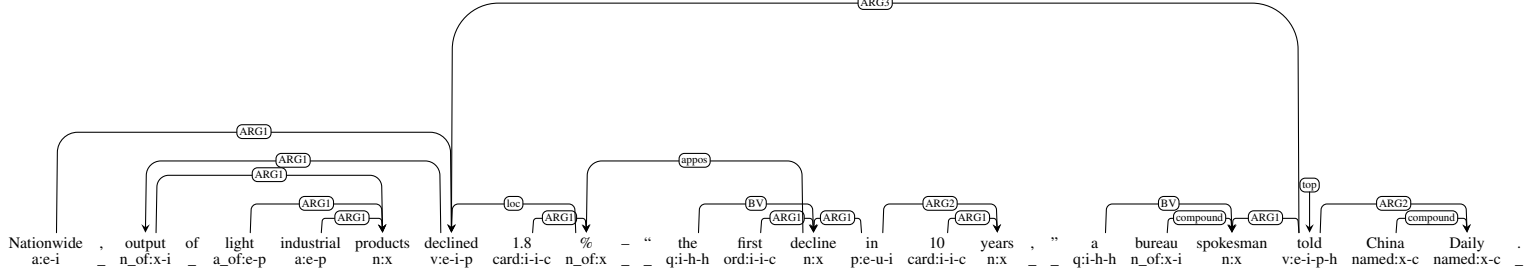 ARG3
ARG1
ARG1 appos
ARG1 top
ARG1 loc BV ARG2 BV ARG2
ARG1 ARG1 ARG1 ARG1 ARG1 compound ARG1 compound
Nationwide , output of light industrial products declined 1.8 % – “ the first decline in 10 years , ” a bureau spokesman told China Daily .
a:e-i _ n_of:x-i _ a_of:e-p a:e-p n:x v:e-i-p card:i-i-c n_of:x _ _ q:i-h-h ord:i-i-c n:x p:e-u-i card:i-i-c n:x _ _ q:i-h-h n_of:x-i n:x v:e-i-p-h named:x-c named:x-c _